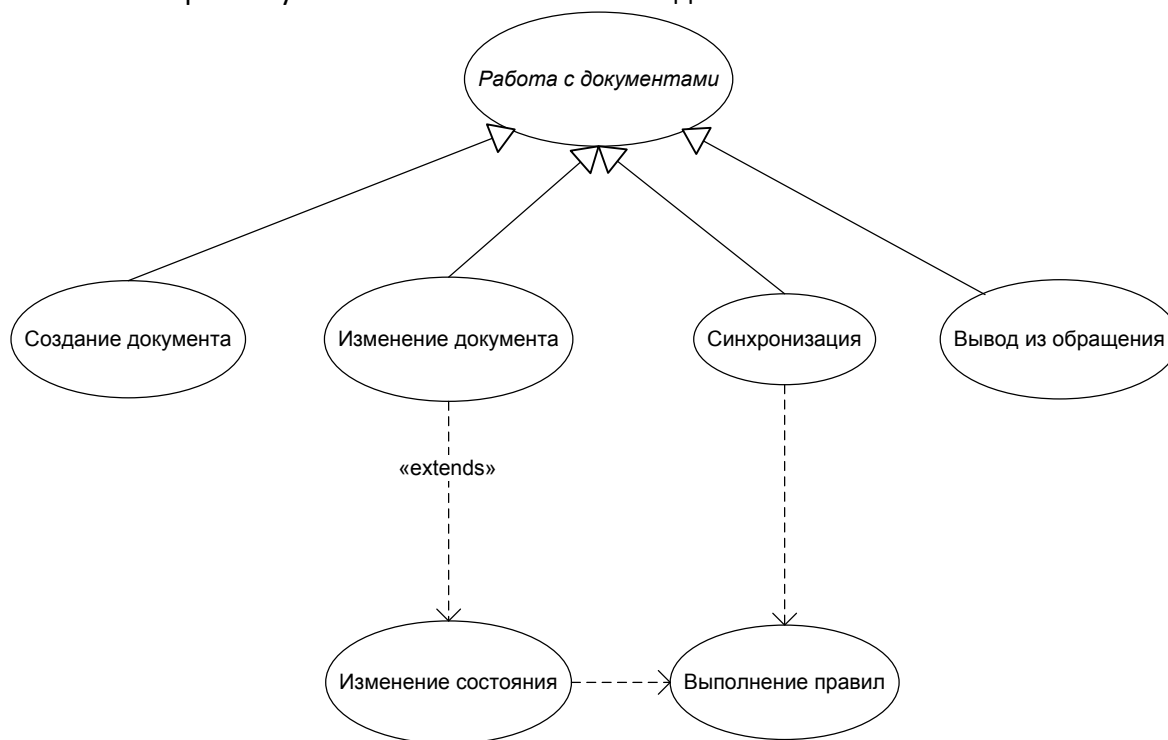 Работа с документами
Создание документа
Изменение документа
Синхронизация
Вывод из обращения
«extends»
Изменение состояния
Выполнение правил